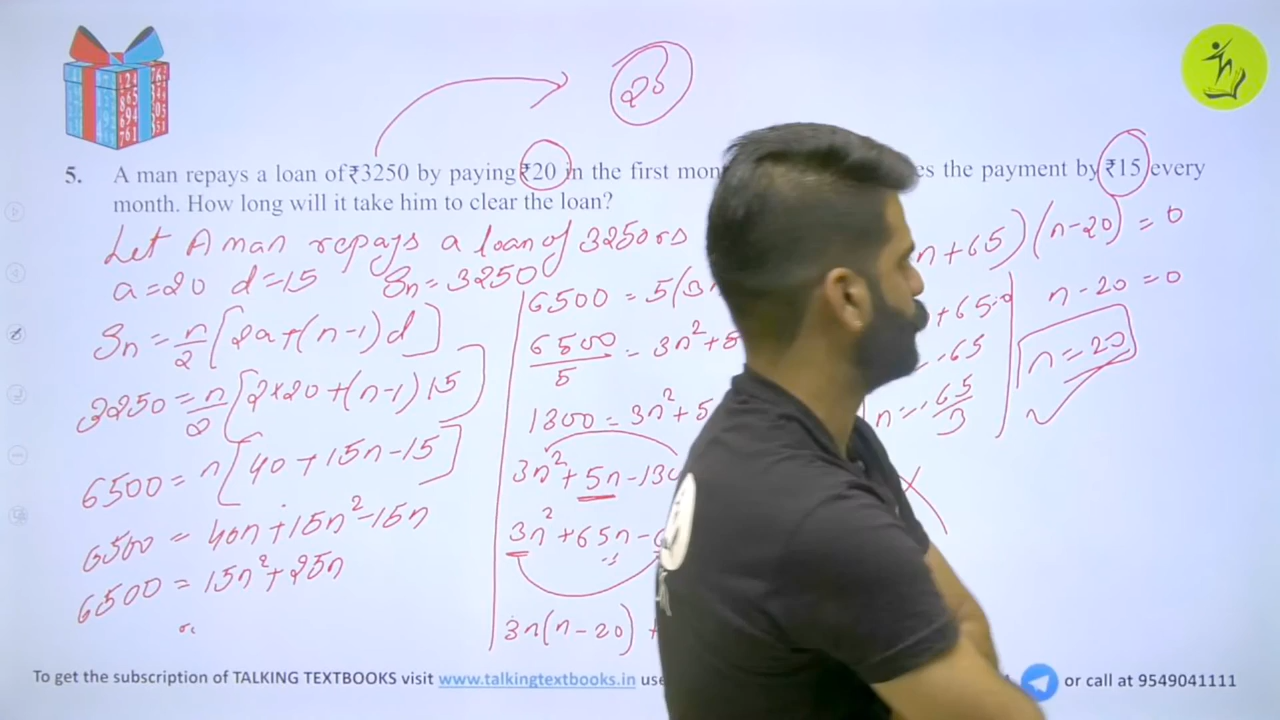 25
5. A man repays a loan of ₹3250 by paying ₹20 in the first mon es the payment by ₹15 every
month. How long will it take him to clear the loan?
Let A man repays a loan of 3250 rs
a = 20 d = 15 Sn = 3250
Sn = n/2 [2a + (n-1)d]
3250 = n/2 [2×20 + (n-1)15]
6500 = n[40 + 15n - 15]
6500 = 40n + 15n² - 15n
6500 = 15n² + 25n
6500 = 5(3n
6500/5 = 3n² + 5
1300 = 3n² + 5
3n² + 5n - 130
3n² + 65n - 6
3n(n-20) +
n + 65)(n-20) = 0
+ 65 = 0
= -65
n = -65/3
n - 20 = 0
n = 20
To get the subscription of TALKING TEXTBOOKS visit www.talkingtextbooks.in use or call at 9549041111